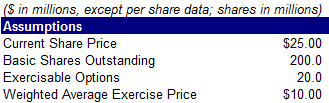 ($ in millions, except per share data; shares in millions)
Assumptions
Current Share Price $25.00
Basic Shares Outstanding 200.0
Exercisable Options 20.0
Weighted Average Exercise Price $10.00